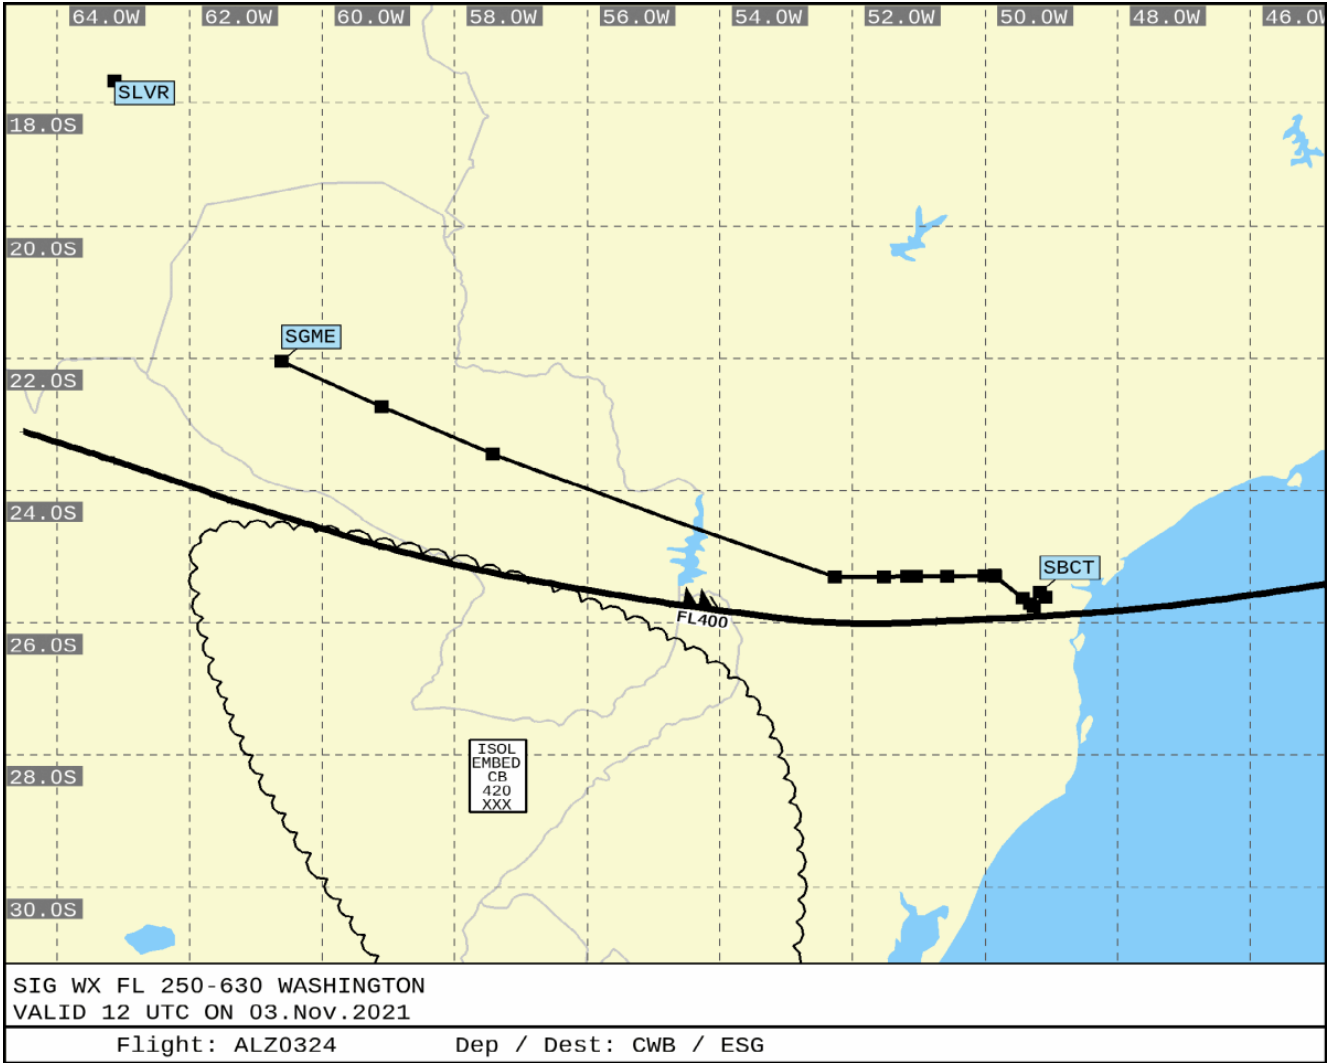 64.0W 62.0W 60.0W 58.0W 56.0W 54.0W 52.0W 50.0W 48.0W 46.0W
SLVR
18.0S
20.0S
SGME
22.0S
24.0S
SBCT
FL400
26.0S
ISOL
EMBED
CB
420
XXX
28.0S
30.0S
SIG WX FL 250-630 WASHINGTON
VALID 12 UTC ON 03.Nov.2021
Flight: ALZ0324 Dep / Dest: CWB / ESG